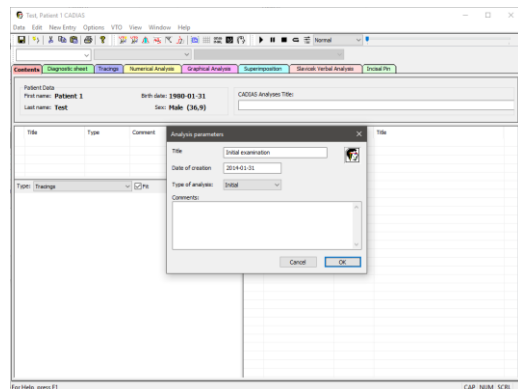 Test, Patient 1 CADIAS
Data Edit New Entry Options VTO View Window Help
Normal
Contents Diagnostic sheet Tracings Numerical Analysis Graphical Analysis Superimposition Slavicek Verbal Analysis Incisal Pin
Patient Data
First name: Patient 1 Birth date: 1980-01-31 CADIAS Analyses Title:
Last name: Test Sex: Male (36,9)
Title Type Comment Title
Type: Tracings Fit
Analysis parameters
Title Initial examination
Date of creation 2014-01-31
Type of analysis: Initial
Comments:
Cancel OK
For Help, press F1 CAP NUM SCRL